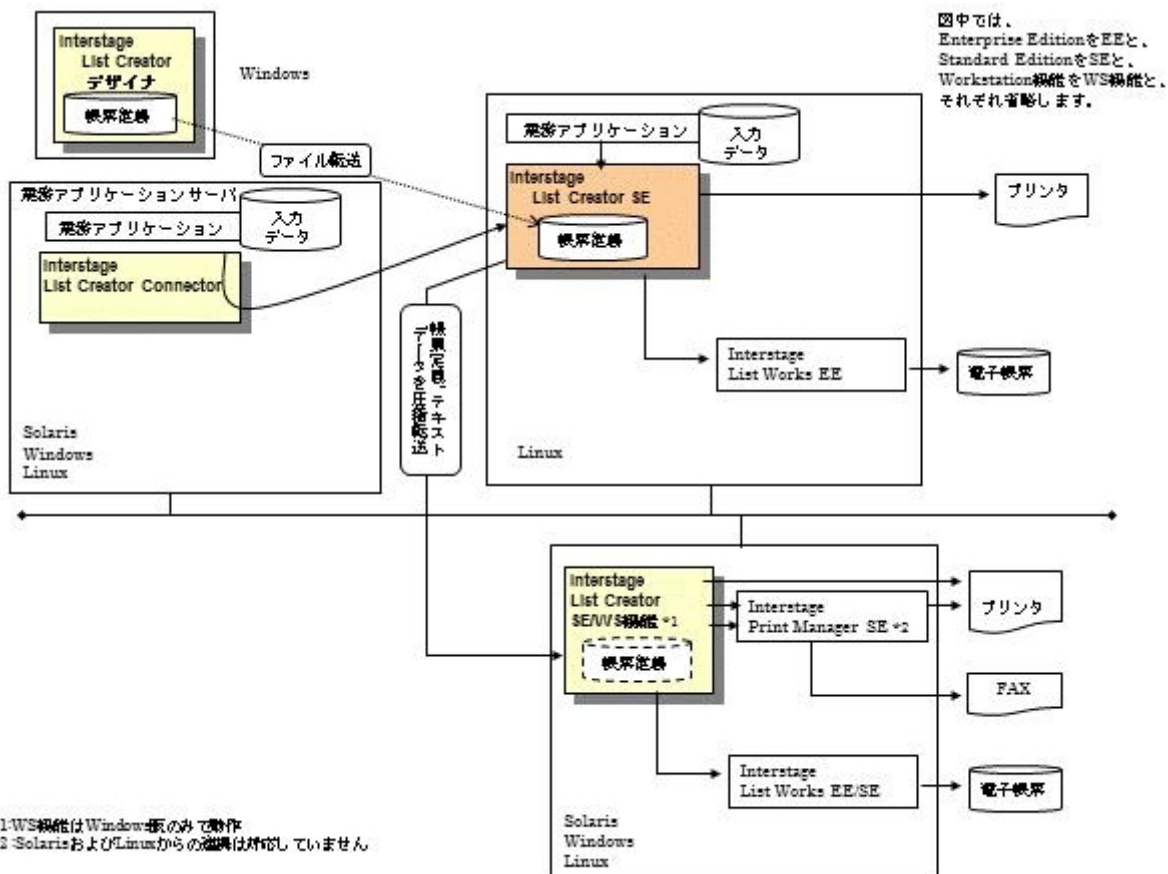 Interstage
List Creator
デザイナ
帳票定義
Windows
ファイル転送
業務アプリケーションサーバ
業務アプリケーション
入力
データ
Interstage
List Creator Connector
Solaris
Windows
Linux
業務アプリケーション
入力
データ
Interstage
List Creator SE
帳票定義
Interstage
List Works EE
電子帳票
プリンタ
Linux
帳票定義、テキスト
データを圧縮転送
図中では、
Enterprise EditionをEEと、
Standard EditionをSEと、
Workstation機能をWS機能と、
それぞれ省略します。
Interstage
List Creator
SE/WS機能 *1
帳票定義
Interstage
Print Manager SE *2
プリンタ
FAX
Interstage
List Works EE/SE
電子帳票
Solaris
Windows
Linux
1:WS機能はWindows版のみで動作
2:SolarisおよびLinuxからの連携は対応していません